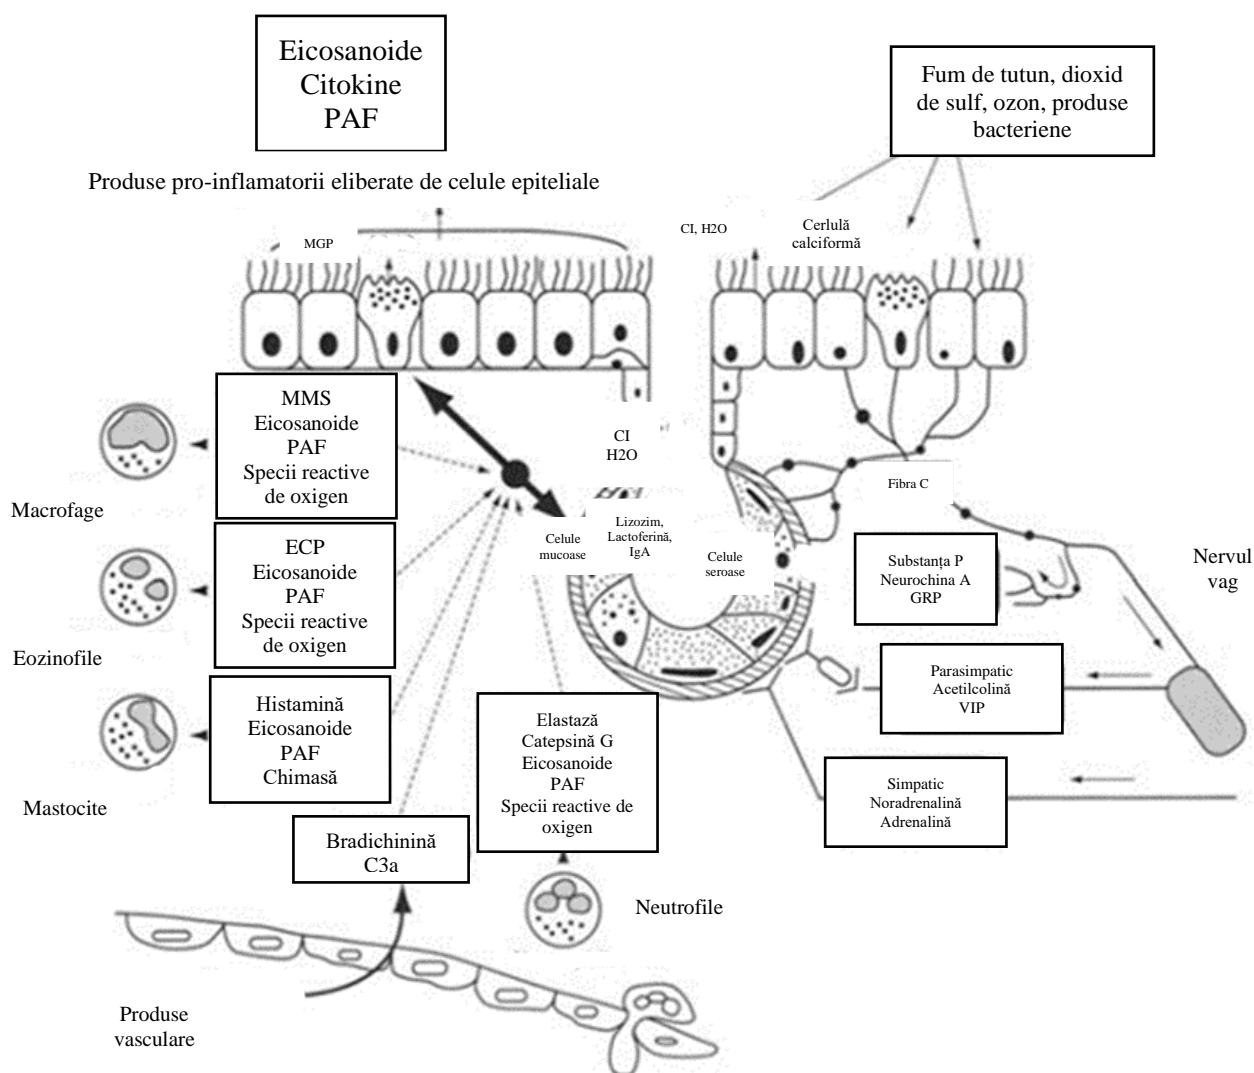 Eicosanoide
Citokine
PAF
Fum de tutun, dioxid
de sulf, ozon, produse
bacteriene
Produse pro-inflamatorii eliberate de celule epiteliale
MGP
CI, H2O
Cerlulă
calciformă
MMS
Eicosanoide
PAF
Specii reactive
de oxigen
Macrofage
CI
H2O
Fibra C
Celule
mucoase
Lizozim,
Lactoferină,
IgA
Celule
seroase
ECP
Eicosanoide
PAF
Specii reactive
de oxigen
Eozinofile
Substanța P
Neurochina A
GRP
Nervul
vag
Parasimpatic
Acetilcolină
VIP
Histamină
Eicosanoide
PAF
Chimasă
Mastocite
Elastază
Catepsină G
Eicosanoide
PAF
Specii reactive de
oxigen
Simpatic
Noradrenalină
Adrenalină
Bradichinină
C3a
Neutrofile
Produse
vasculare